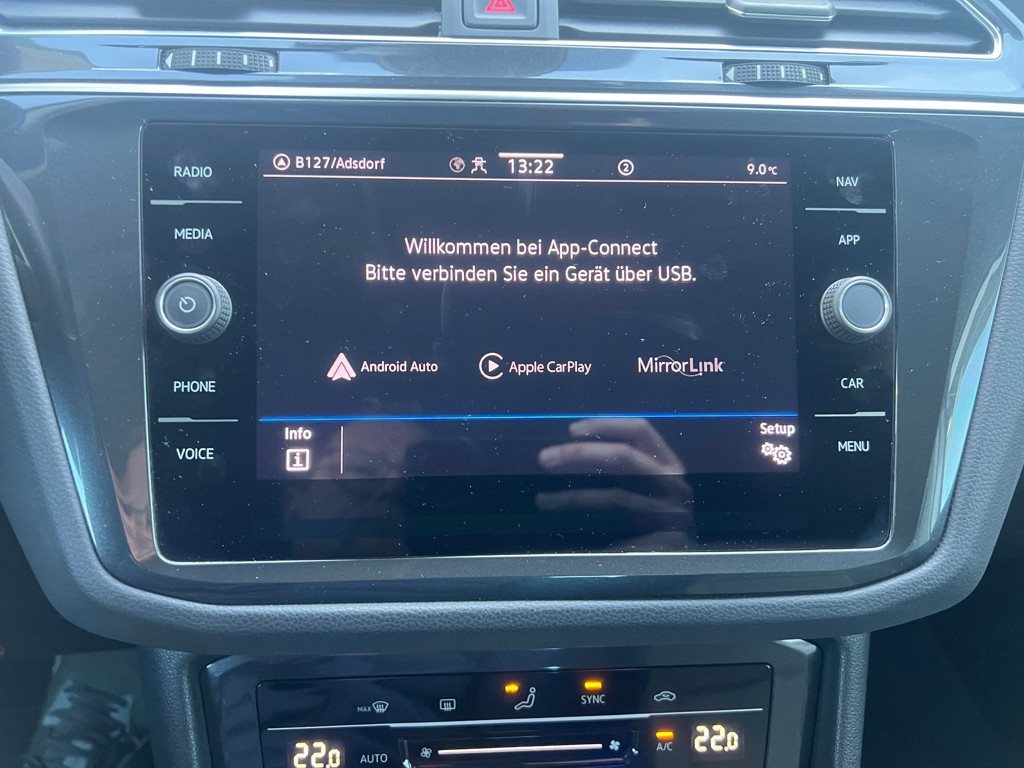 RADIO
MEDIA
PHONE
VOICE
B127/Adsdorf
13:22
2
9.0°C
Willkommen bei App-Connect
Bitte verbinden Sie ein Gerät über USB.
Android Auto
Apple CarPlay
MirrorLink
Info
i
Setup
NAV
APP
CAR
MENU
MAX
SYNC
22.0
AUTO
A/C
22.0